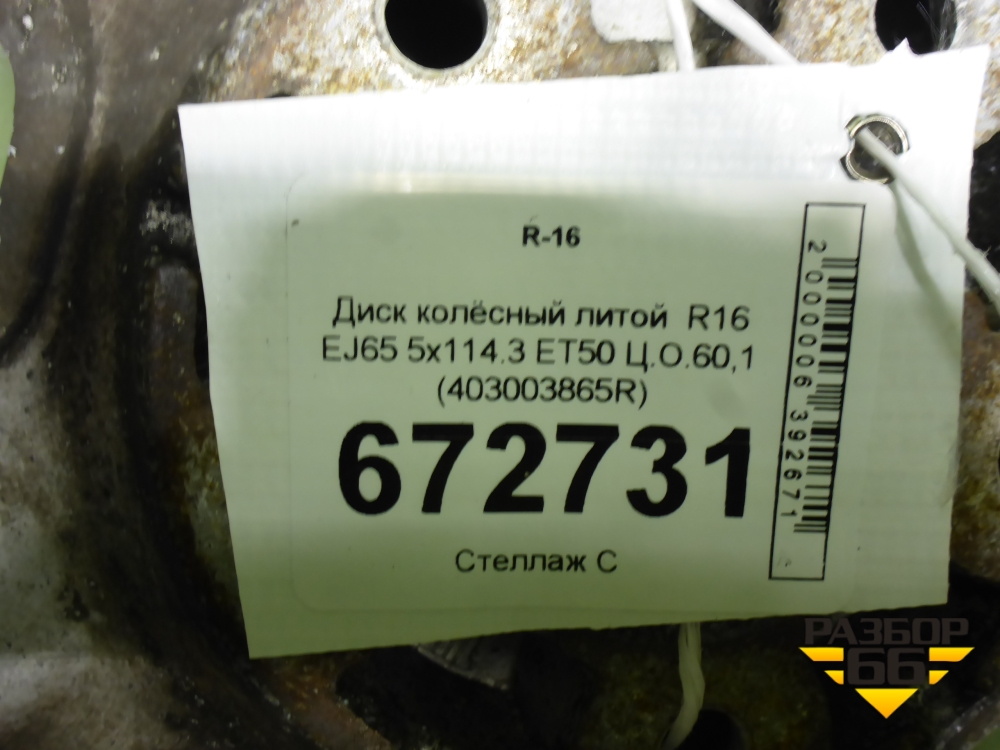 R-16
Диск колёсный литой R16
EJ65 5x114.3 ET50 Ц.О.60,1
(403003865R)
672731
Стеллаж С
2000006392671
РАЗБОР
66